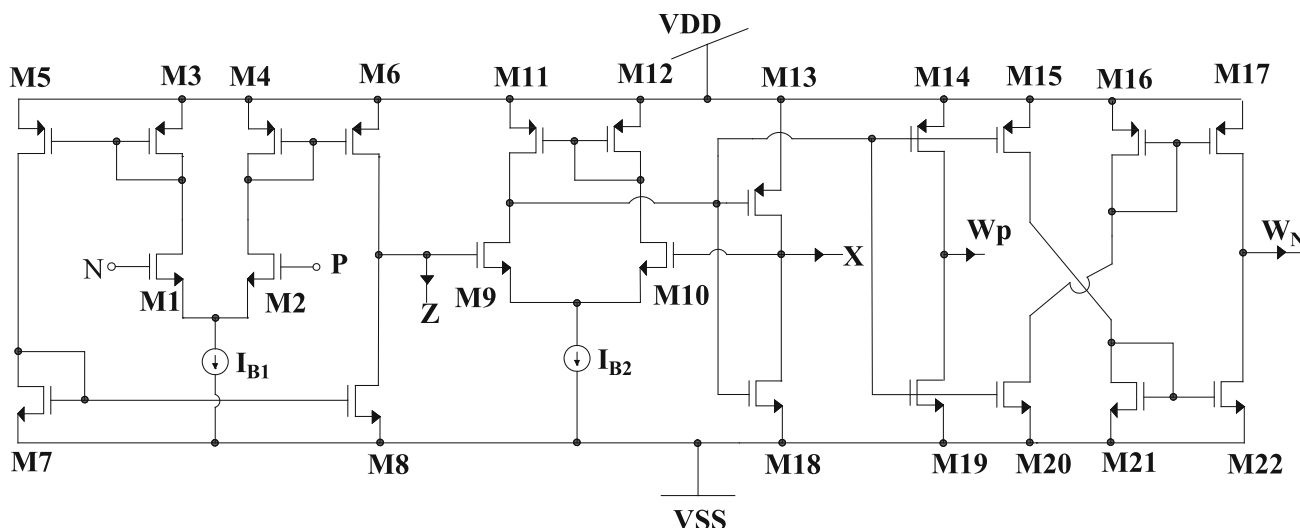 VDD
M5 M3 M4 M6 M11 M12 M13 M14 M15 M16 M17
N M1 M2 P Z M9 M10 X Wp W_N
I_B1 I_B2
M7 M8 M18 M19 M20 M21 M22
VSS